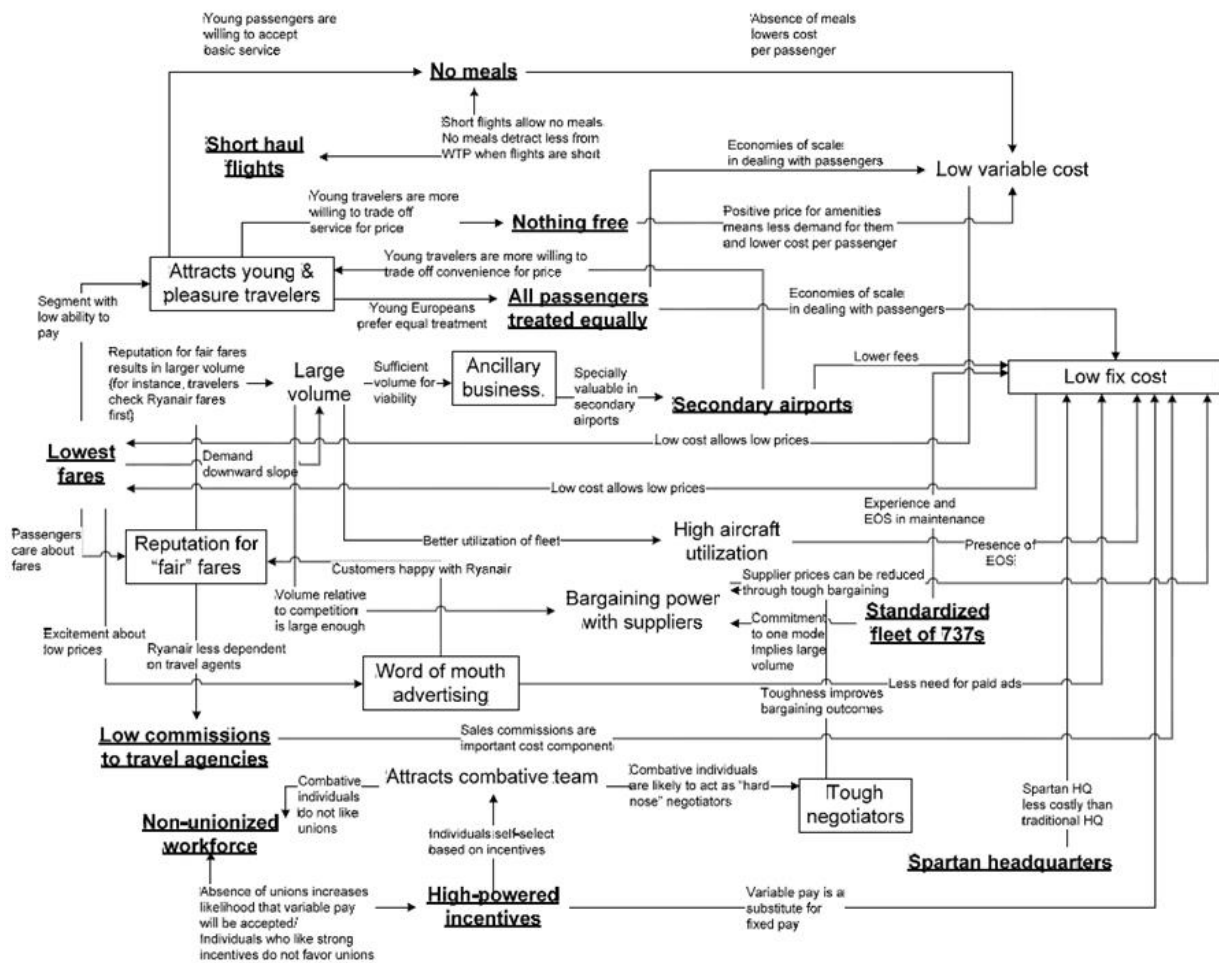 Young passengers are
willing to accept
basic service
Absence of meals
lowers cost
per passenger
No meals
Short flights allow no meals
No meals detract less from
WTP when flights are short
Short haul
flights
Economies of scale
in dealing with passengers
Low variable cost
Young travelers are more
willing to trade off
service for price
Nothing free
Positive price for amenities
means less demand for them
and lower cost per passenger
Attracts young &
pleasure travelers
Young travelers are more willing to
trade off convenience for price
Segment with
low ability to
pay
Young Europeans
prefer equal treatment
All passengers
treated equally
Economies of scale
in dealing with passengers
Reputation for fair fares
results in larger volume
(for instance, travelers
check Ryanair fares
first)
Large
volume
Sufficient
volume for
viability
Ancillary
business.
Specially
valuable in
secondary
airports
Secondary airports
Lower fees
Low fix cost
Lowest
fares
Demand
downward slope
Low cost allows low prices
Low cost allows low prices
Experience and
EOS in maintenance
Passengers
care about
fares
Reputation for
"fair" fares
Better utilization of fleet
High aircraft
utilization
Presence of
EOS
Customers happy with Ryanair
Volume relative
to competition
is large enough
Bargaining power
with suppliers
Supplier prices can be reduced
through tough bargaining
Commitment
to one mode
Implies large
volume
Standardized
fleet of 737s
Excitement about
low prices
Ryanair less dependent
on travel agents
Word of mouth
advertising
Less need for paid ads
Toughness improves
bargaining outcomes
Low commissions
to travel agencies
Sales commissions are
important cost component
Attracts combative team
Combative
individuals
do not like
unions
Combative individuals
are likely to act as "hard
nose" negotiators
Tough
negotiators
Spartan HQ
less costly than
traditional HQ
Non-unionized
workforce
Individuals self-select
based on incentives
Spartan headquarters
Absence of unions increases
likelihood that variable pay
will be accepted/
Individuals who like strong
incentives do not favor unions
High-powered
incentives
Variable pay is a
substitute for
fixed pay